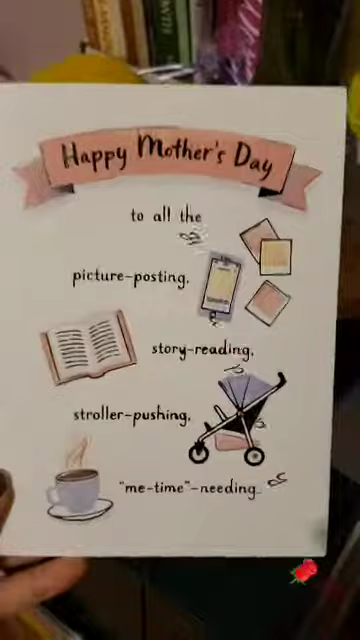 Happy Mother's Day
to all the
picture-posting,
story-reading,
stroller-pushing,
"me-time"-needing